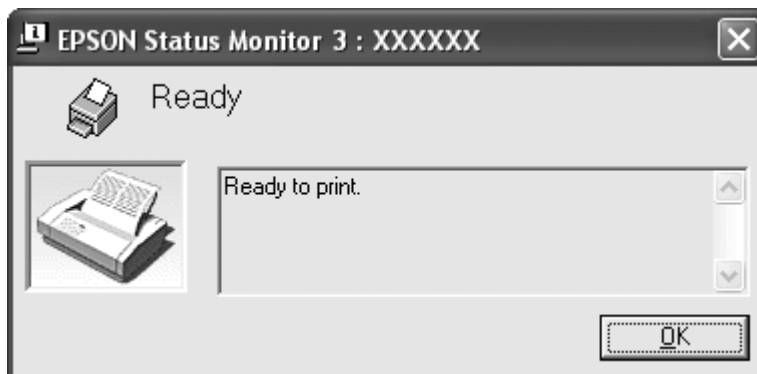 EPSON Status Monitor 3 : XXXXXX
Ready
Ready to print.
OK